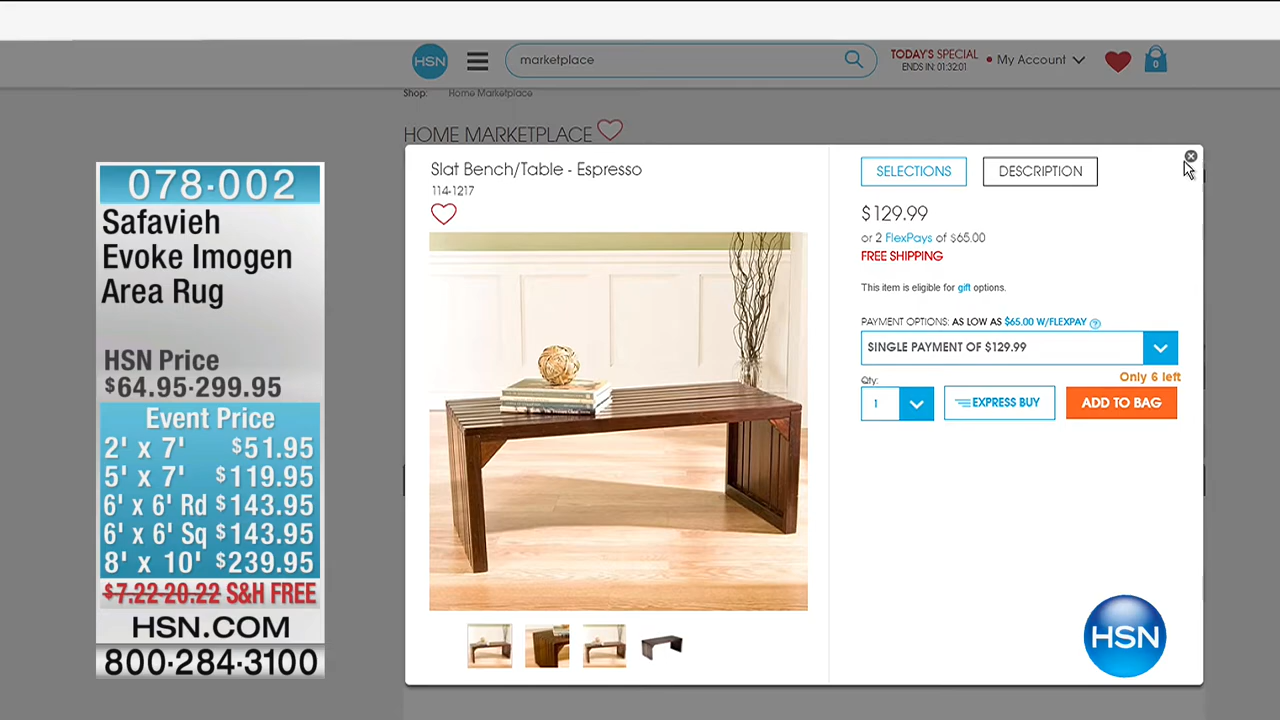 HSN
marketplace
TODAY'S SPECIAL
ENDS IN: 01:32:01
My Account
0
Shop: Home Marketplace
HOME MARKETPLACE
078-002
Safavieh
Evoke Imogen
Area Rug
HSN Price
$64.95-299.95
Event Price
2' x 7' $51.95
5' x 7' $119.95
6' x 6' Rd $143.95
6' x 6' Sq $143.95
8' x 10' $239.95
$7.22-20.22 S&H FREE
HSN.COM
800-284-3100
Slat Bench/Table - Espresso
114-1217
SELECTIONS
DESCRIPTION
$129.99
or 2 FlexPays of $65.00
FREE SHIPPING
This item is eligible for gift options.
PAYMENT OPTIONS: AS LOW AS $65.00 W/FLEXPAY ?
SINGLE PAYMENT OF $129.99
Only 6 left
Qty:
1
EXPRESS BUY
ADD TO BAG
HSN